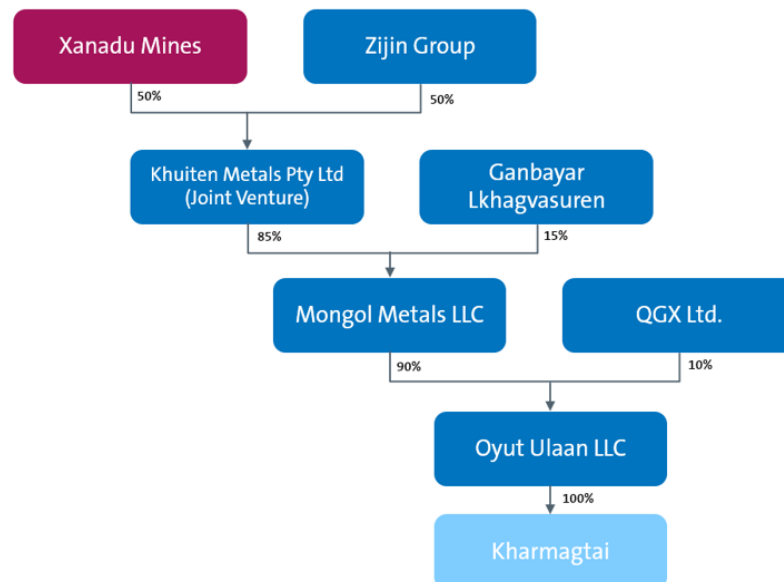 Xanadu Mines
Zijin Group
50%
50%
Khuiten Metals Pty Ltd
(Joint Venture)
Ganbayar
Lkhagvasuren
85%
15%
Mongol Metals LLC
QGX Ltd.
90%
10%
Oyut Ulaan LLC
100%
Kharmagtai